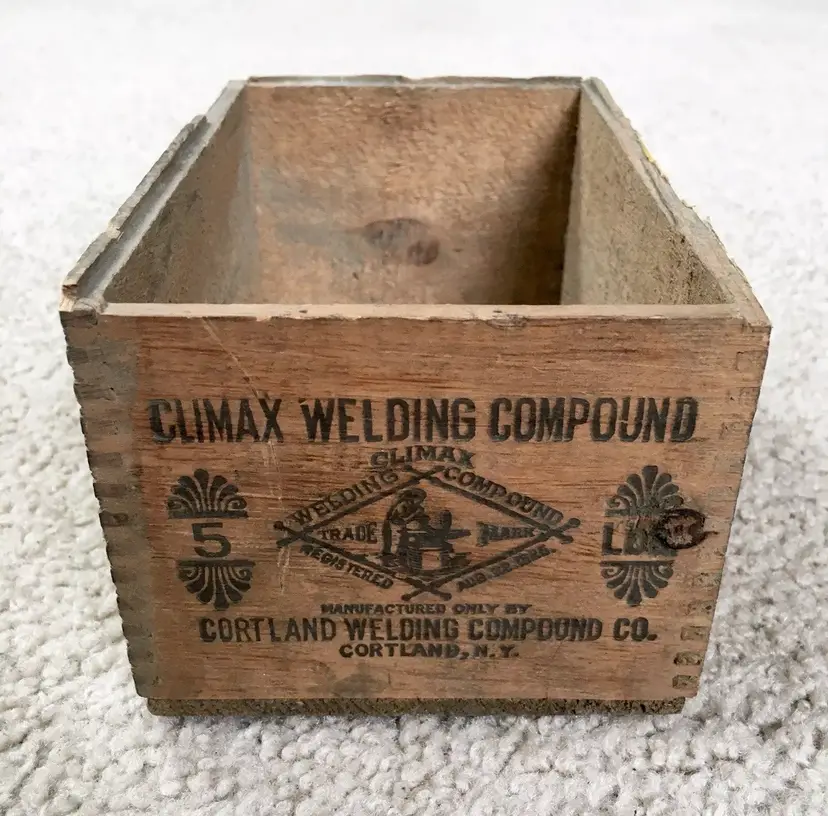 CLIMAX WELDING COMPOUND
CLIMAX
WELDING COMPOUND
5 TRADE MARK LBS
REGISTERED AUG
MANUFACTURED ONLY BY
CORTLAND WELDING COMPOUND CO.
CORTLAND, N.Y.